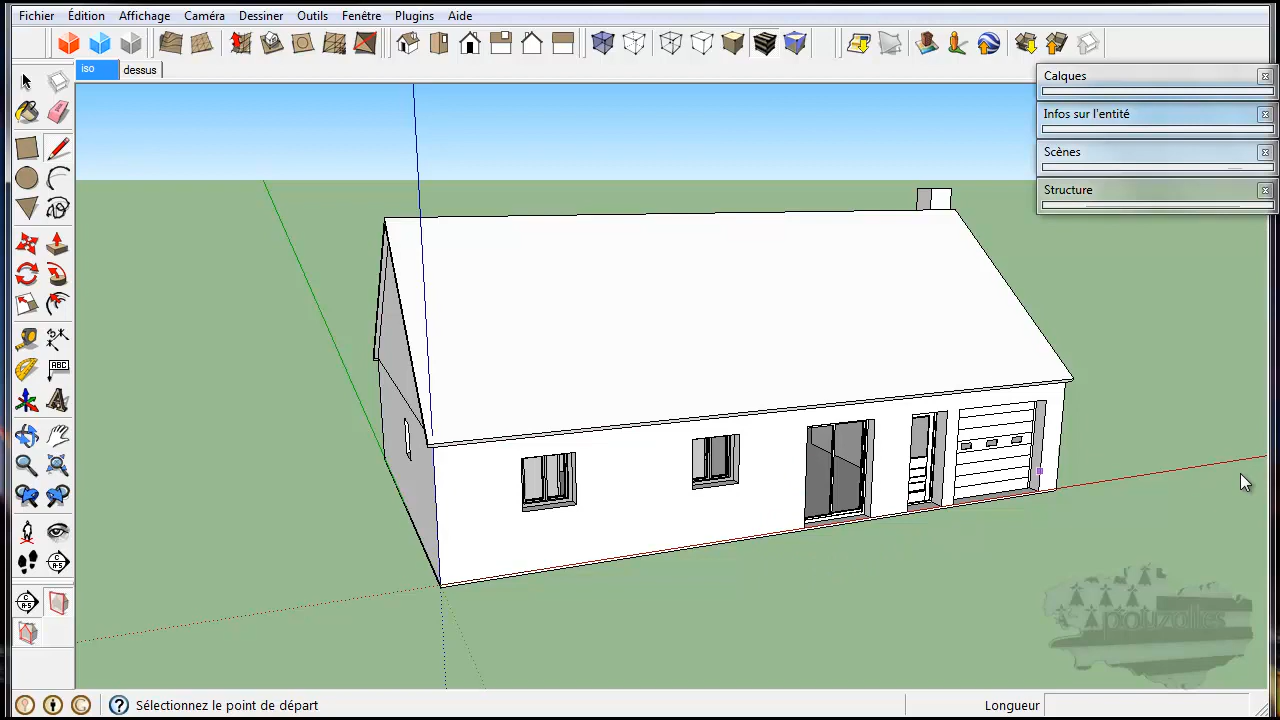 Fichier Édition Affichage Caméra Dessiner Outils Fenêtre Plugins Aide
iso dessus
Calques
Infos sur l'entité
Scènes
Structure
ABC
pouzolles
Sélectionnez le point de départ Longueur